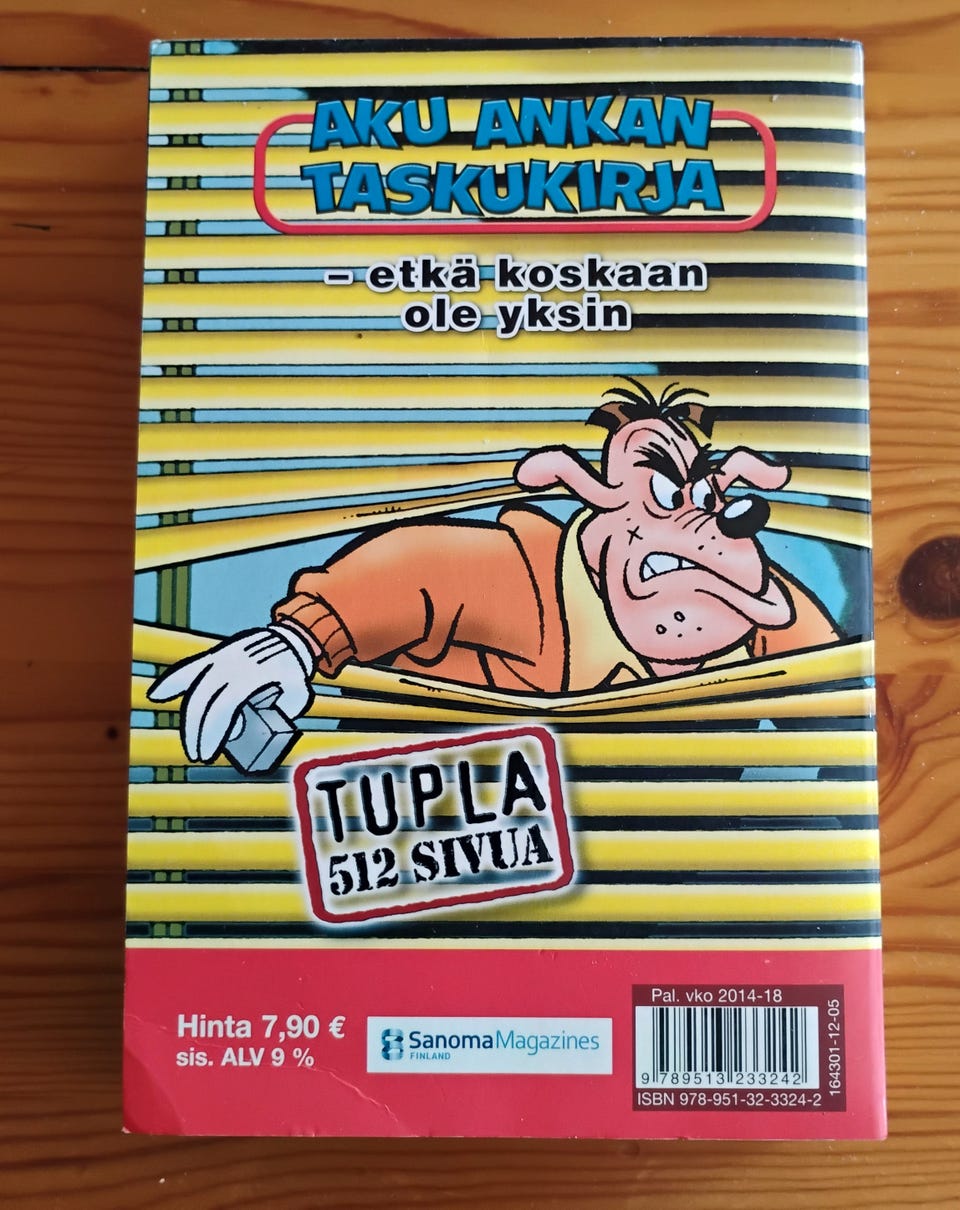 AKU ANKAN
TASKUKIRJA
– etkä koskaan
ole yksin
TUPLA
512 SIVUA
Hinta 7,90 €
sis. ALV 9 %
SanomaMagazines
FINLAND
Pal. vko 2014-18
9 789513 233242
ISBN 978-951-32-3324-2
164301-12-05